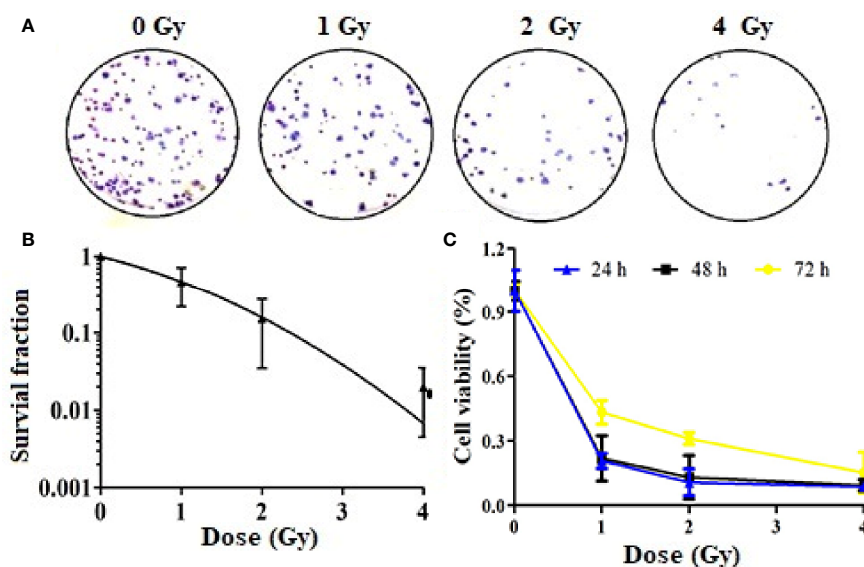 A
0 Gy 1 Gy 2 Gy 4 Gy
B
1
0.1
0.01
0.001
0 1 2 3 4
Survial fraction
Dose (Gy)
C
24 h 48 h 72 h
1.2
0.9
0.6
0.3
0.0
0 1 2 3 4
Cell viability (%)
Dose (Gy)